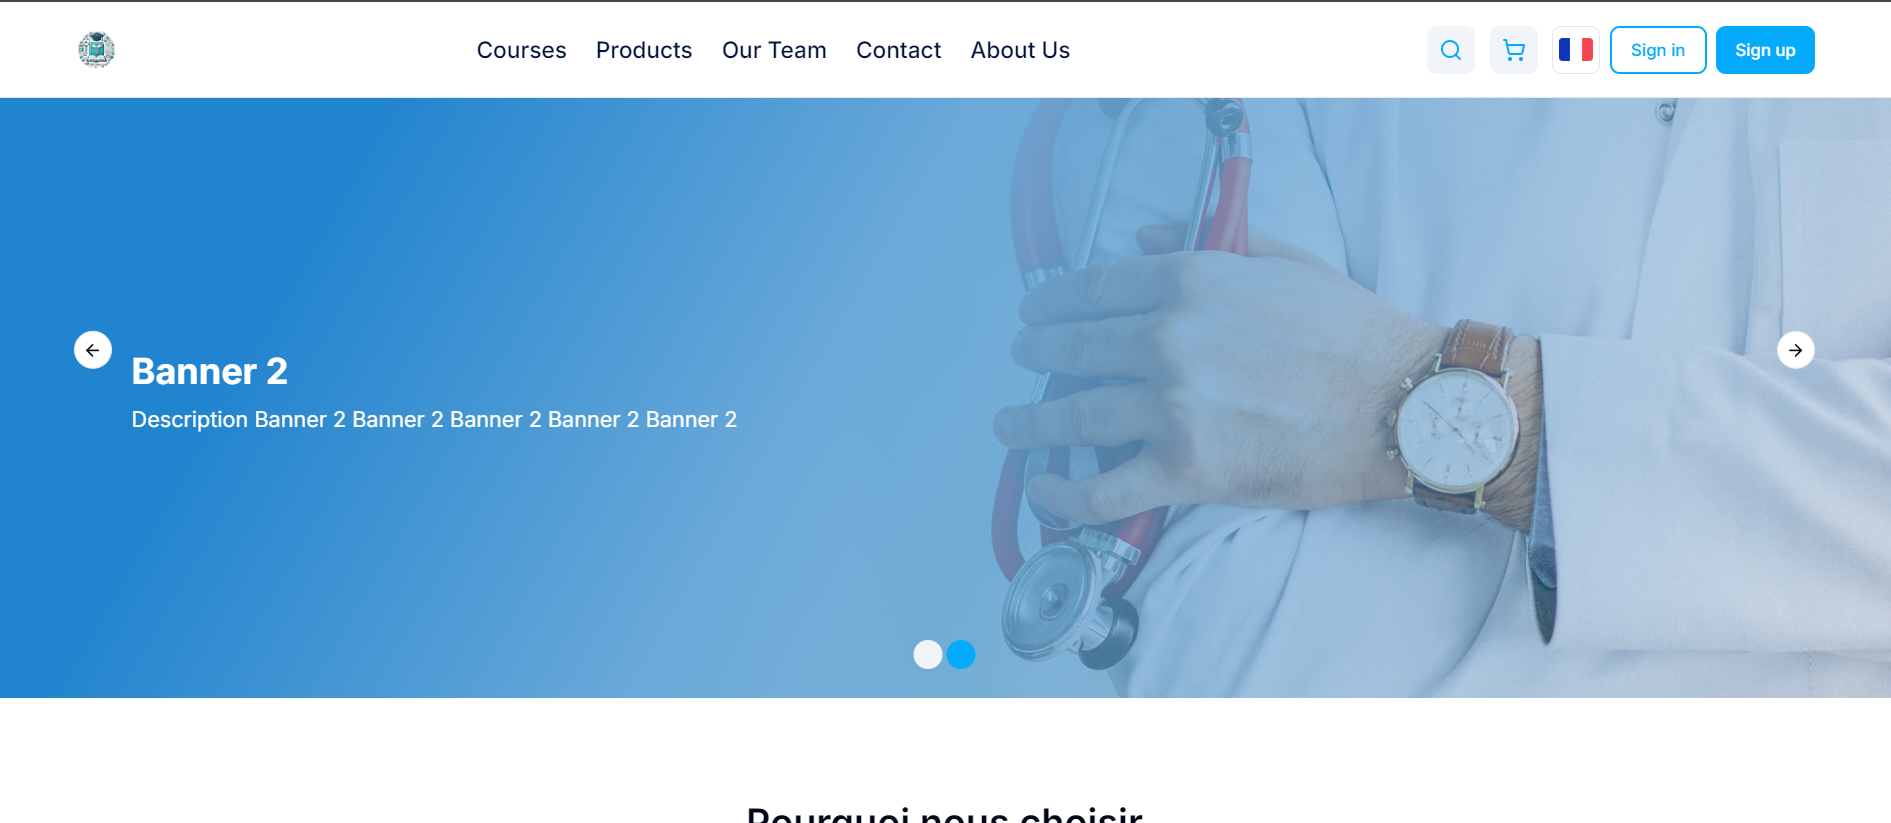 Courses Products Our Team Contact About Us Sign in Sign up
Banner 2
Description Banner 2 Banner 2 Banner 2 Banner 2 Banner 2
Pourquoi nous choisir